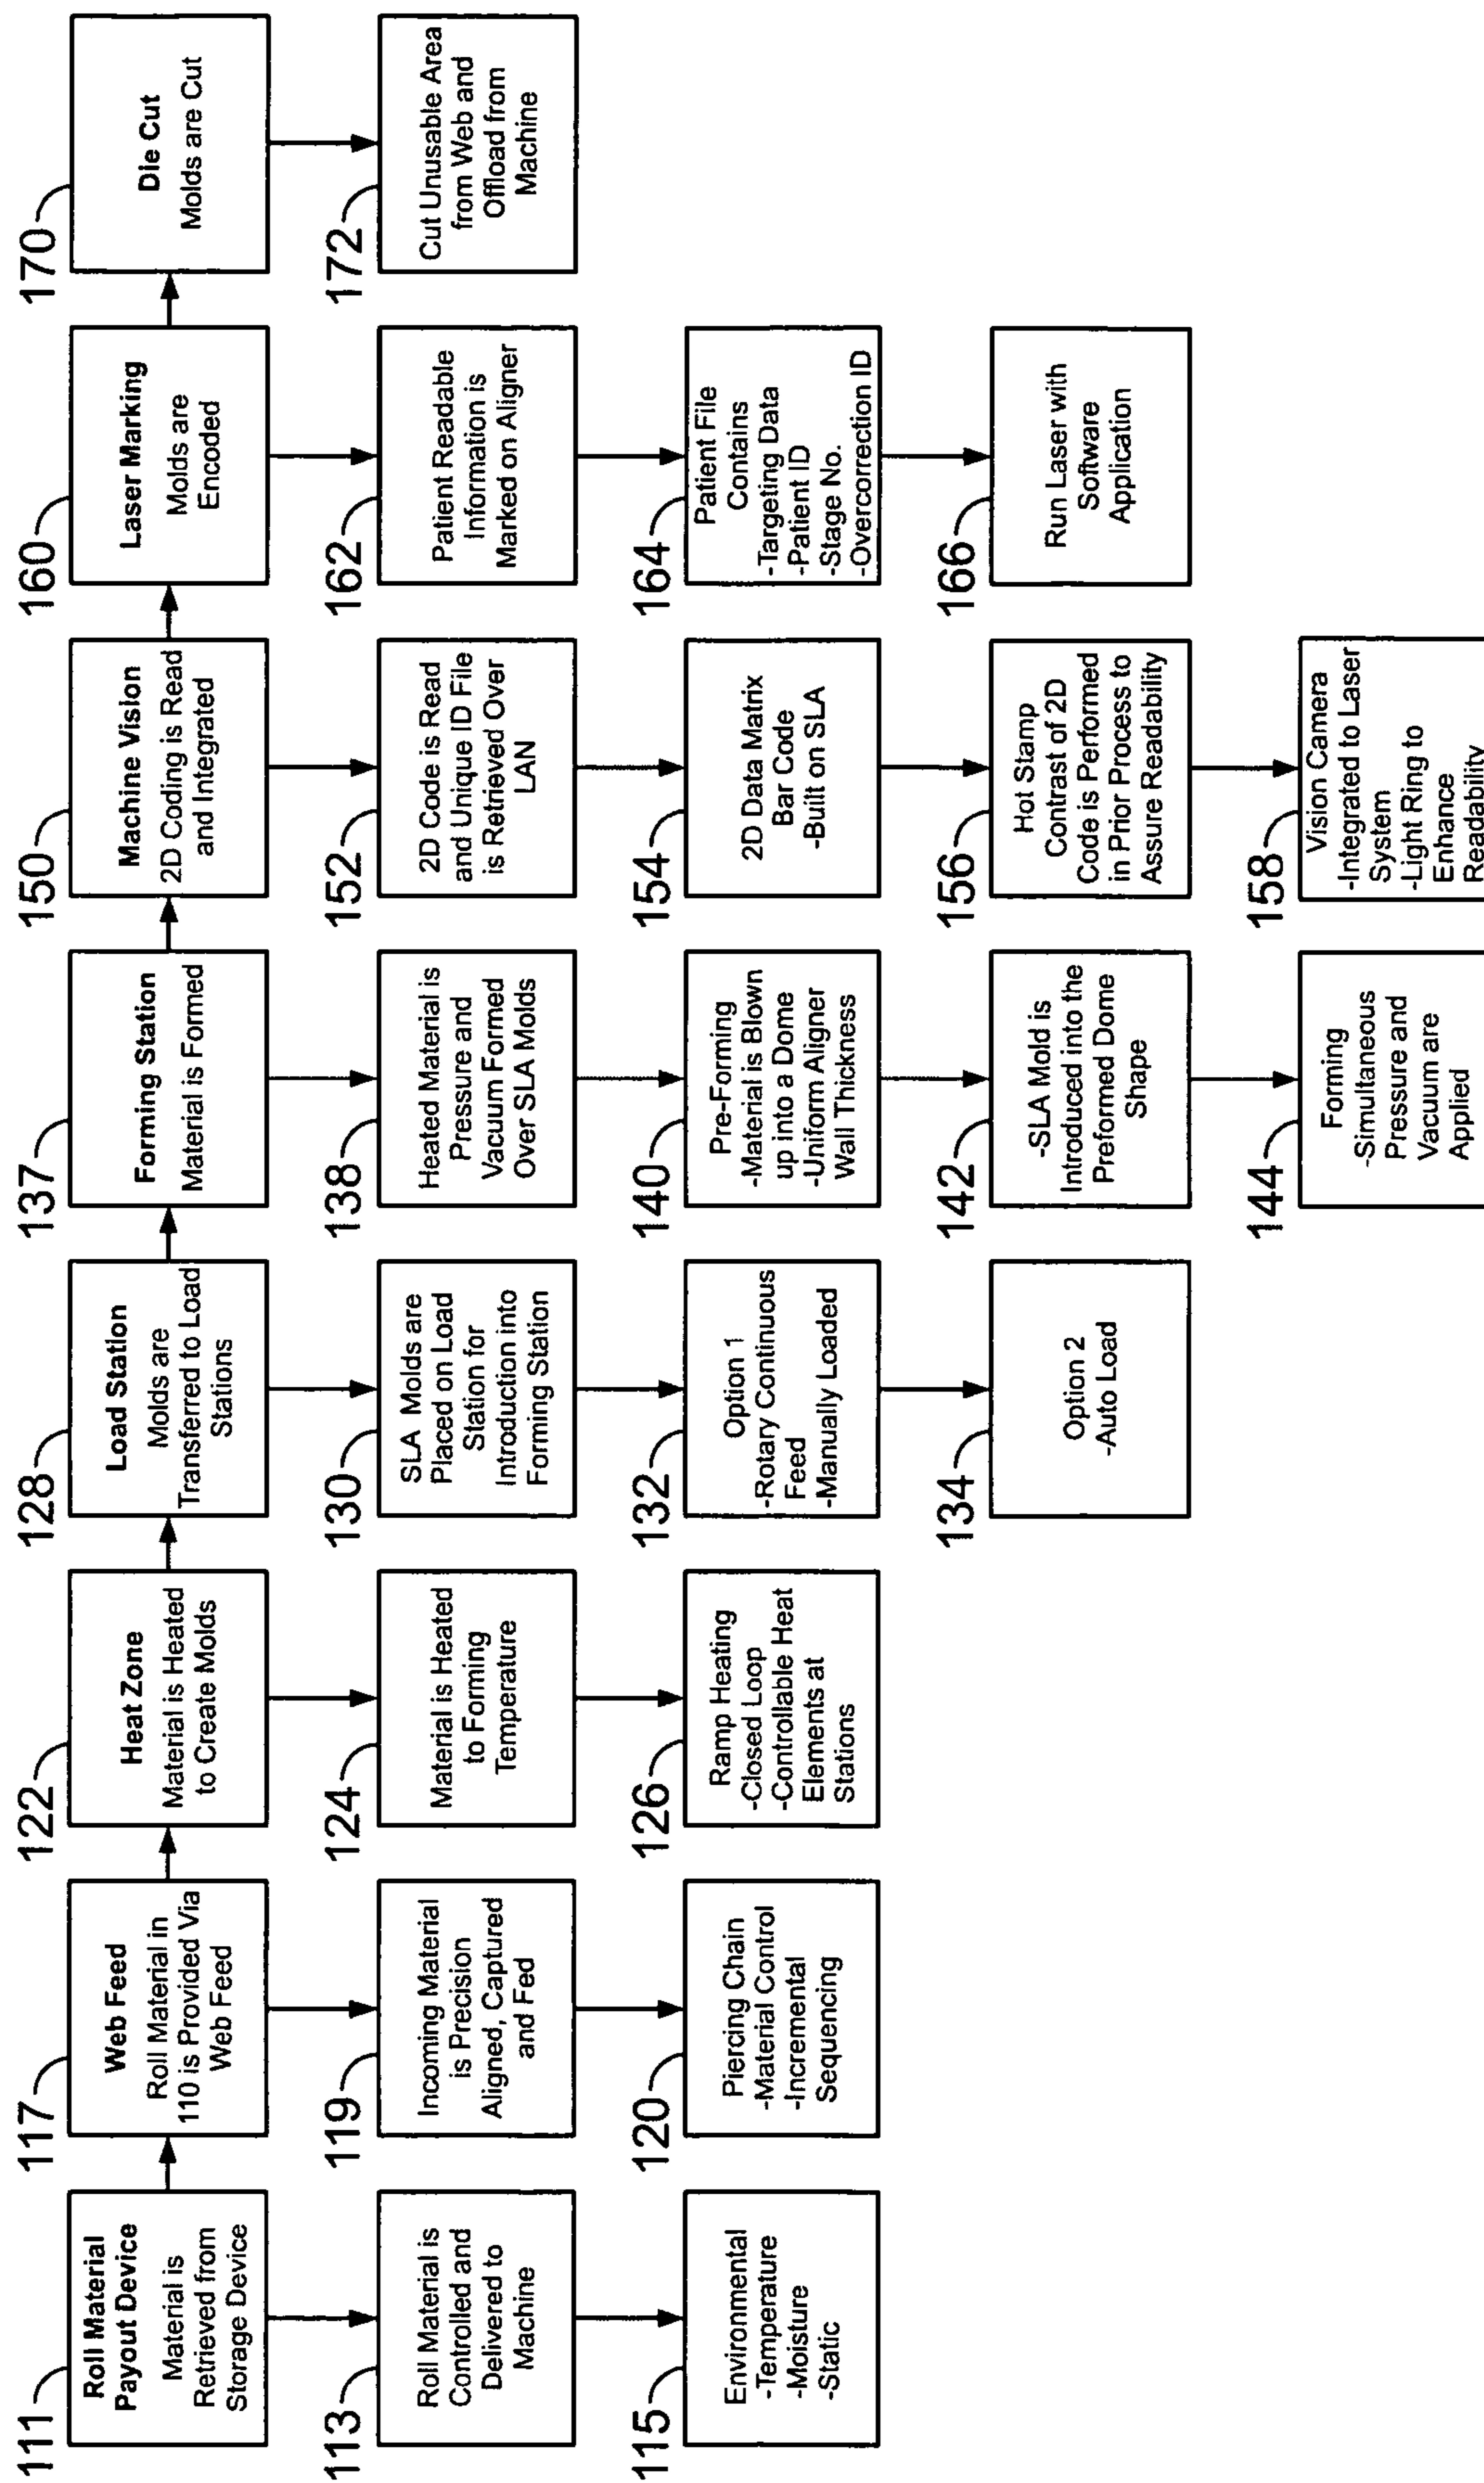 111
Roll Material
Payout Device
Material is
Retrieved from
Storage Device
113
Roll Material is
Controlled and
Delivered to
Machine
115
Environmental
-Temperature
-Moisture
-Static
117
Web Feed
Roll Material in
110 is Provided Via
Web Feed
119
Incoming Material
is Precision
Aligned, Captured
and Fed
120
Piercing Chain
-Material Control
-Incremental
Sequencing
122
Heat Zone
Material is Heated
to Create Molds
124
Material is Heated
to Forming
Temperature
126
Ramp Heating
-Closed Loop
-Controllable Heat
Elements at
Stations
128
Load Station
Molds are
Transferred to Load
Stations
130
SLA Molds are
Placed on Load
Station for
Introduction into
Forming Station
132
Option 1
-Rotary Continuous
Feed
-Manually Loaded
134
Option 2
-Auto Load
137
Forming Station
Material is Formed
138
Heated Material is
Pressure and
Vacuum Formed
Over SLA Molds
140
Pre-Forming
-Material is Blown
up into a Dome
-Uniform Aligner
Wall Thickness
142
-SLA Mold is
Introduced into the
Preformed Dome
Shape
144
Forming
-Simultaneous
Pressure and
Vacuum are
Applied
150
Machine Vision
2D Coding is Read
and Integrated
152
2D Code is Read
and Unique ID File
is Retrieved Over
LAN
154
2D Data Matrix
Bar Code
-Built on SLA
156
Hot Stamp
Contrast of 2D
Code is Performed
in Prior Process to
Assure Readability
158
Vision Camera
-Integrated to Laser
System
-Light Ring to
Enhance
Readability
160
Laser Marking
Molds are
Encoded
162
Patient Readable
Information is
Marked on Aligner
164
Patient File
Contains
-Targeting Data
-Patient ID
-Stage No.
-Overcorrection ID
166
Run Laser with
Software
Application
170
Die Cut
Molds are Cut
172
Cut Unusable Area
from Web and
Offload from
Machine